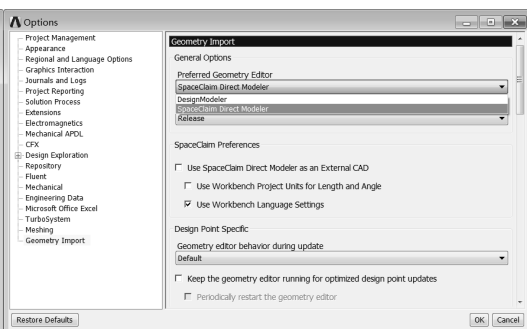 Options
Project Management
Appearance
Regional and Language Options
Graphics Interaction
Journals and Logs
Project Reporting
Solution Process
Extensions
Electromagnetics
Mechanical APDL
CFX
Design Exploration
Repository
Fluent
Mechanical
Engineering Data
Microsoft Office Excel
TurboSystem
Meshing
Geometry Import
Restore Defaults
Geometry Import
General Options
Preferred Geometry Editor
SpaceClaim Direct Modeler
DesignModeler
SpaceClaim Direct Modeler
Release
SpaceClaim Preferences
Use SpaceClaim Direct Modeler as an External CAD
Use Workbench Project Units for Length and Angle
Use Workbench Language Settings
Design Point Specific
Geometry editor behavior during update
Default
Keep the geometry editor running for optimized design point updates
Periodically restart the geometry editor
OK Cancel